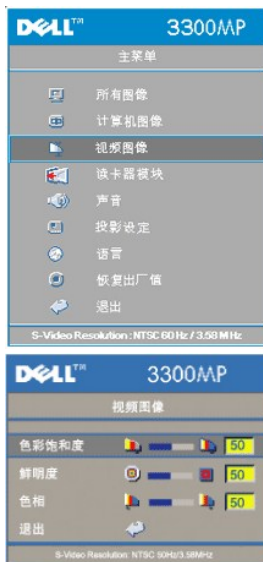 DELL™ 3300MP
主菜单
所有图像
计算机图像
视频图像
读卡器模块
声音
投影设定
语言
恢复出厂值
退出
S-Video Resolution : NTSC 60 Hz / 3.58 M Hz
DELL™ 3300MP
视频图像
色彩饱和度 50
鲜明度 50
色相 50
退出
S-Video Resolution: NTSC 50Hz/3.58MHz